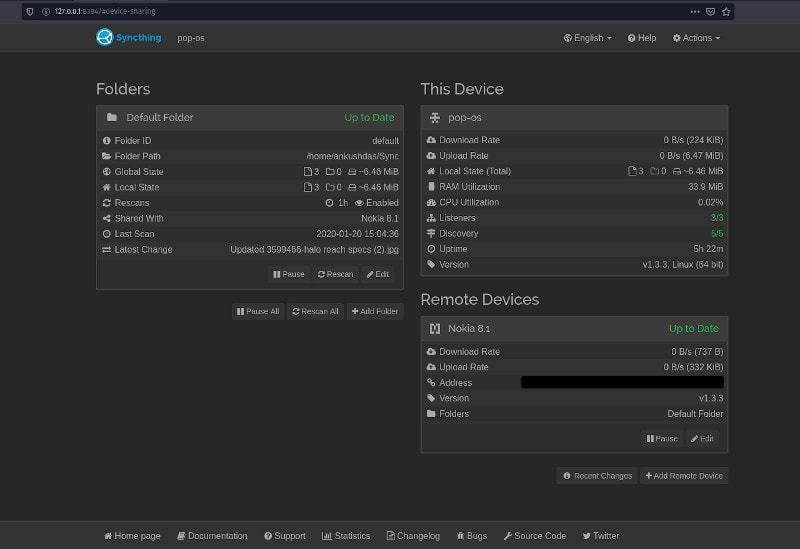 127.0.0.1:8384/#device-sharing
Syncthing pop-os English Help Actions
Folders
Default Folder Up to Date
Folder ID default
Folder Path /home/ankushdas/Sync
Global State 3 0 ~6.46 MiB
Local State 3 0 ~6.46 MiB
Rescans 1h Enabled
Shared With Nokia 8.1
Last Scan 2020-01-20 15:04:36
Latest Change Updated 3599466-halo reach specs (2).jpg
Pause Rescan Edit
Pause All Rescan All Add Folder
This Device
pop-os
Download Rate 0 B/s (224 KiB)
Upload Rate 0 B/s (6.47 MiB)
Local State (Total) 3 0 ~6.46 MiB
RAM Utilization 33.9 MiB
CPU Utilization 0.02%
Listeners 3/3
Discovery 5/5
Uptime 5h 22m
Version v1.3.3, Linux (64 bit)
Remote Devices
Nokia 8.1 Up to Date
Download Rate 0 B/s (737 B)
Upload Rate 0 B/s (332 KiB)
Address
Version v1.3.3
Folders Default Folder
Pause Edit
Recent Changes Add Remote Device
Home page Documentation Support Statistics Changelog Bugs Source Code Twitter